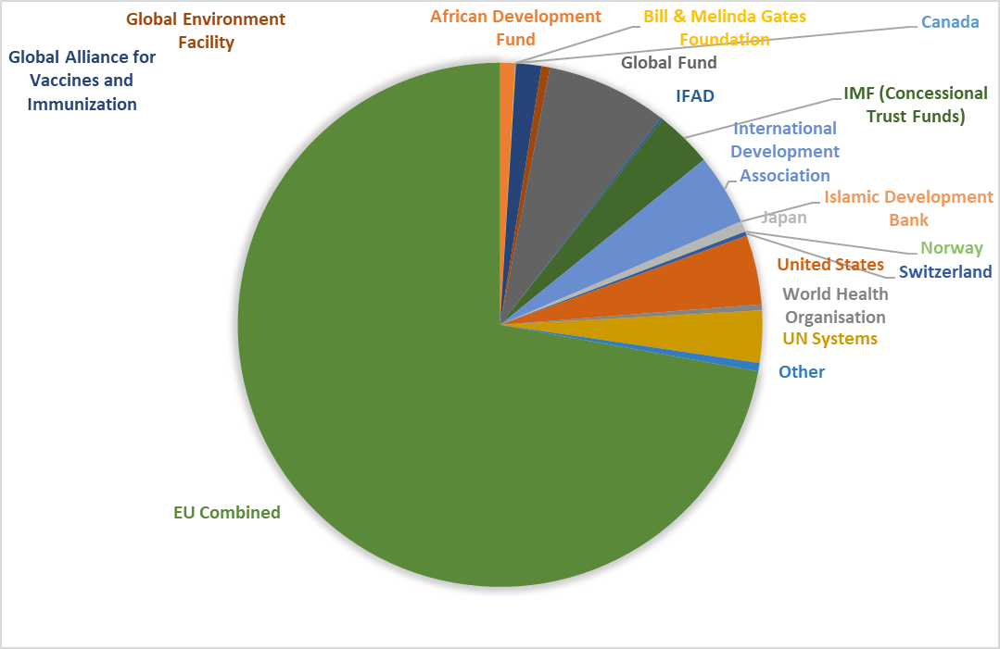 Global Environment
Facility
Global Alliance for
Vaccines and
Immunization
African Development
Fund
Bill & Melinda Gates
Foundation
Canada
Global Fund
IFAD
IMF (Concessional
Trust Funds)
International
Development
Association
Islamic Development
Bank
Japan
Norway
United States
Switzerland
World Health
Organisation
UN Systems
Other
EU Combined